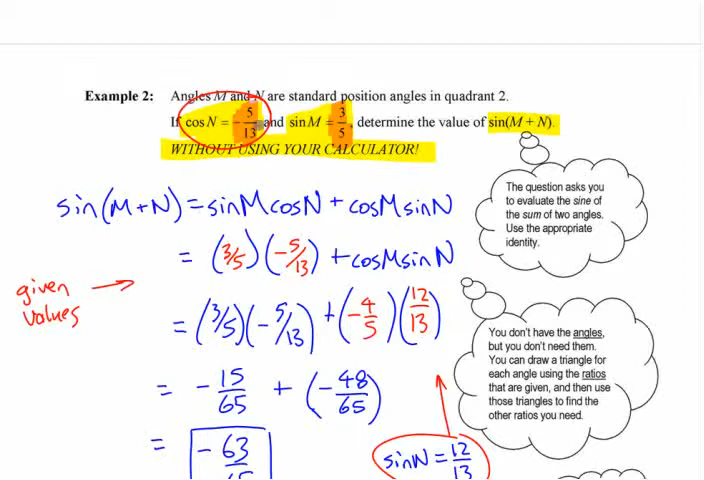 Example 2: Angles M and N are standard position angles in quadrant 2.
If cos N = -5/13 and sin M = 3/5, determine the value of sin(M + N).
WITHOUT USING YOUR CALCULATOR!
The question asks you
to evaluate the sine of
the sum of two angles.
Use the appropriate
identity.
sin(M+N) = sinMcosN + cosMsinN
= (3/5)(-5/13) + cosMsinN
given
values
= (3/5)(-5/13) + (-4/5)(12/13)
You don't have the angles,
but you don't need them.
You can draw a triangle for
each angle using the ratios
that are given, and then use
those triangles to find the
other ratios you need.
= -15/65 + (-48/65)
= -63/65
sinN = 12/13